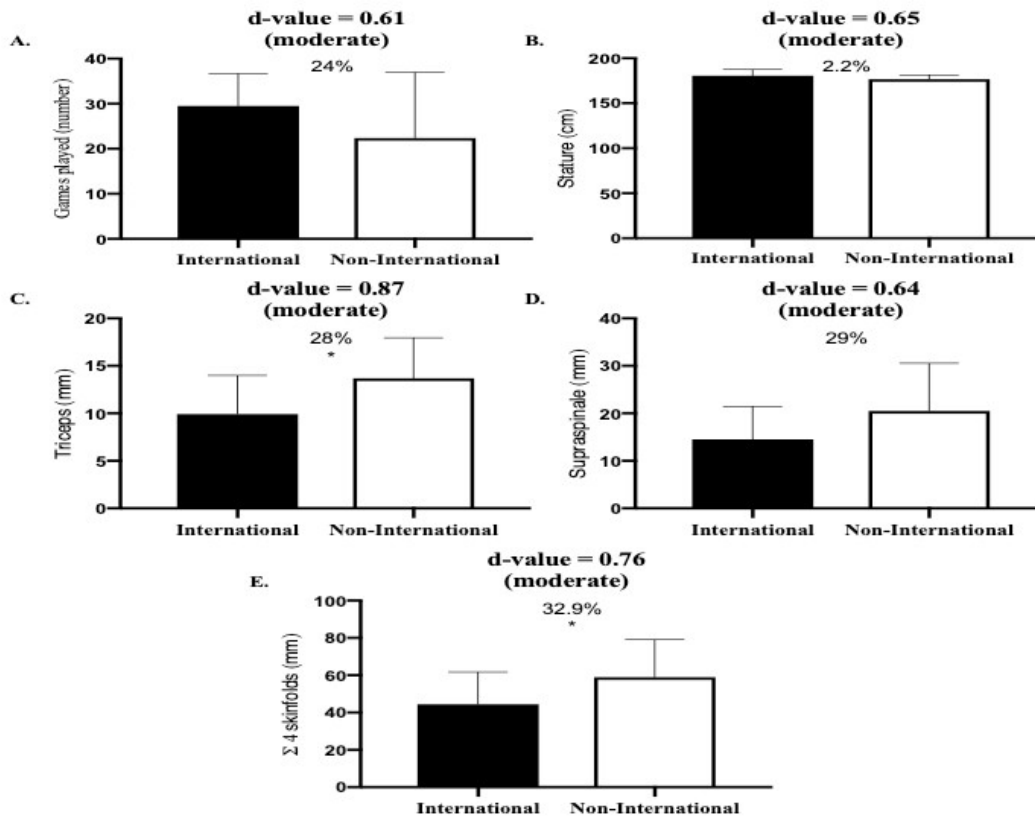 A.
d-value = 0.61
(moderate)
24%
Games played (number)
40
30
20
10
0
International Non-International
B.
d-value = 0.65
(moderate)
2.2%
Stature (cm)
200
150
100
50
0
International Non-International
C.
d-value = 0.87
(moderate)
28%
*
Triceps (mm)
20
15
10
5
0
International Non-International
D.
d-value = 0.64
(moderate)
29%
Supraspinale (mm)
40
30
20
10
0
International Non-International
E.
d-value = 0.76
(moderate)
32.9%
*
Σ 4 skinfolds (mm)
100
80
60
40
20
0
International Non-International